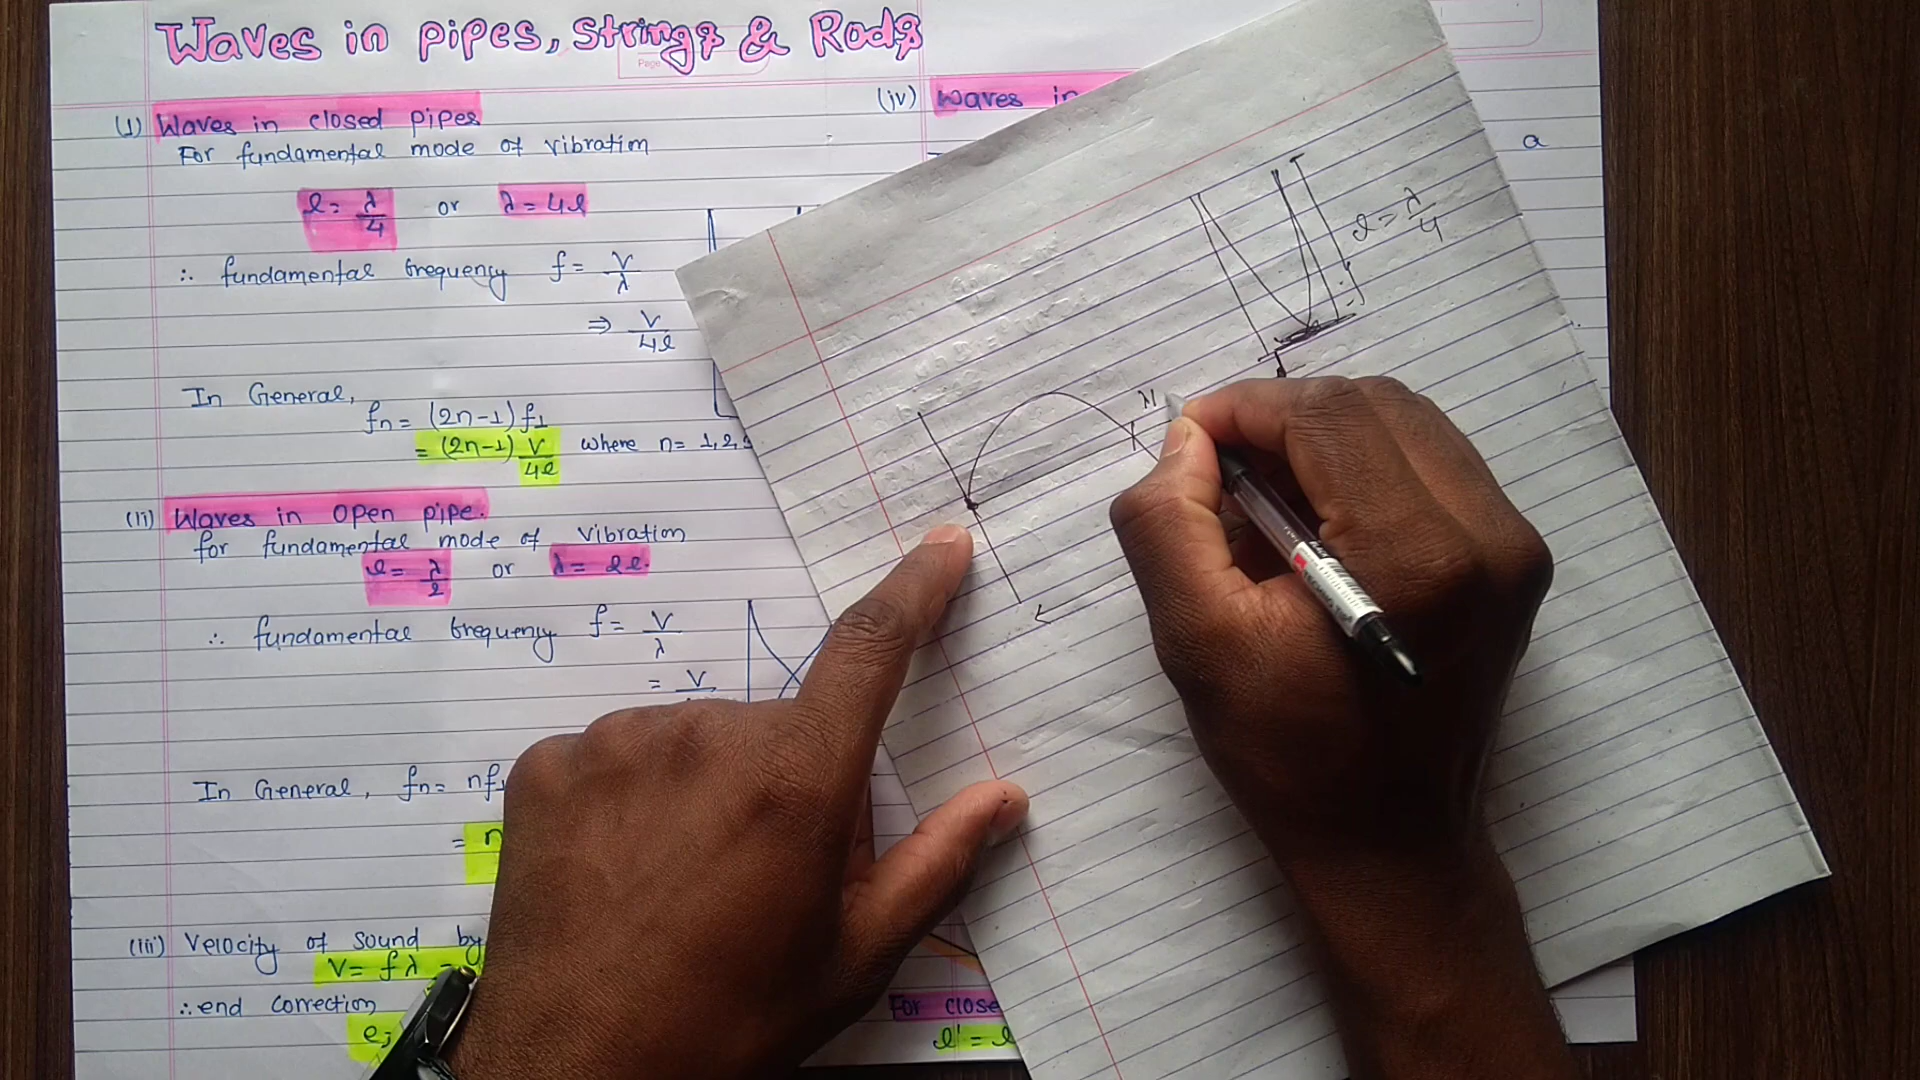 Waves in pipes, Strings & Rods
Page
(i) Waves in closed pipes
For fundamental mode of vibration
l = λ/4 or λ = 4l
∴ fundamental frequency f = V/λ
⇒ V/4l
In General,
fn = (2n-1) f1
= (2n-1) V/4l where n = 1,2,3
(ii) Waves in open pipe.
for fundamental mode of vibration
l = λ/2 or λ = 2l.
∴ fundamental frequency f = V/λ
= V
In General, fn = nf1
= n
(iii) Velocity of sound by
V = fλ -
∴ end correction
e =
(iv) Waves in
a
For close
l' = l
l = λ/4
λ/